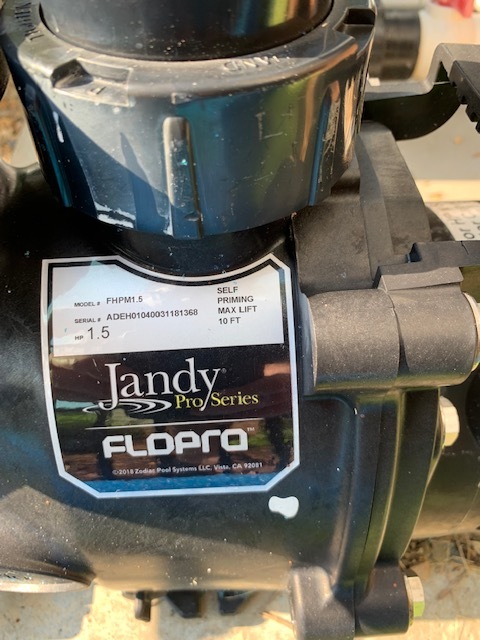 MODEL # FHPM1.5
SERIAL # ADEH01040031181368
HP 1.5
SELF
PRIMING
MAX LIFT
10 FT
Jandy®
Pro Series
FLOPRO™
©2018 Zodiac Pool Systems LLC, Vista, CA 92081